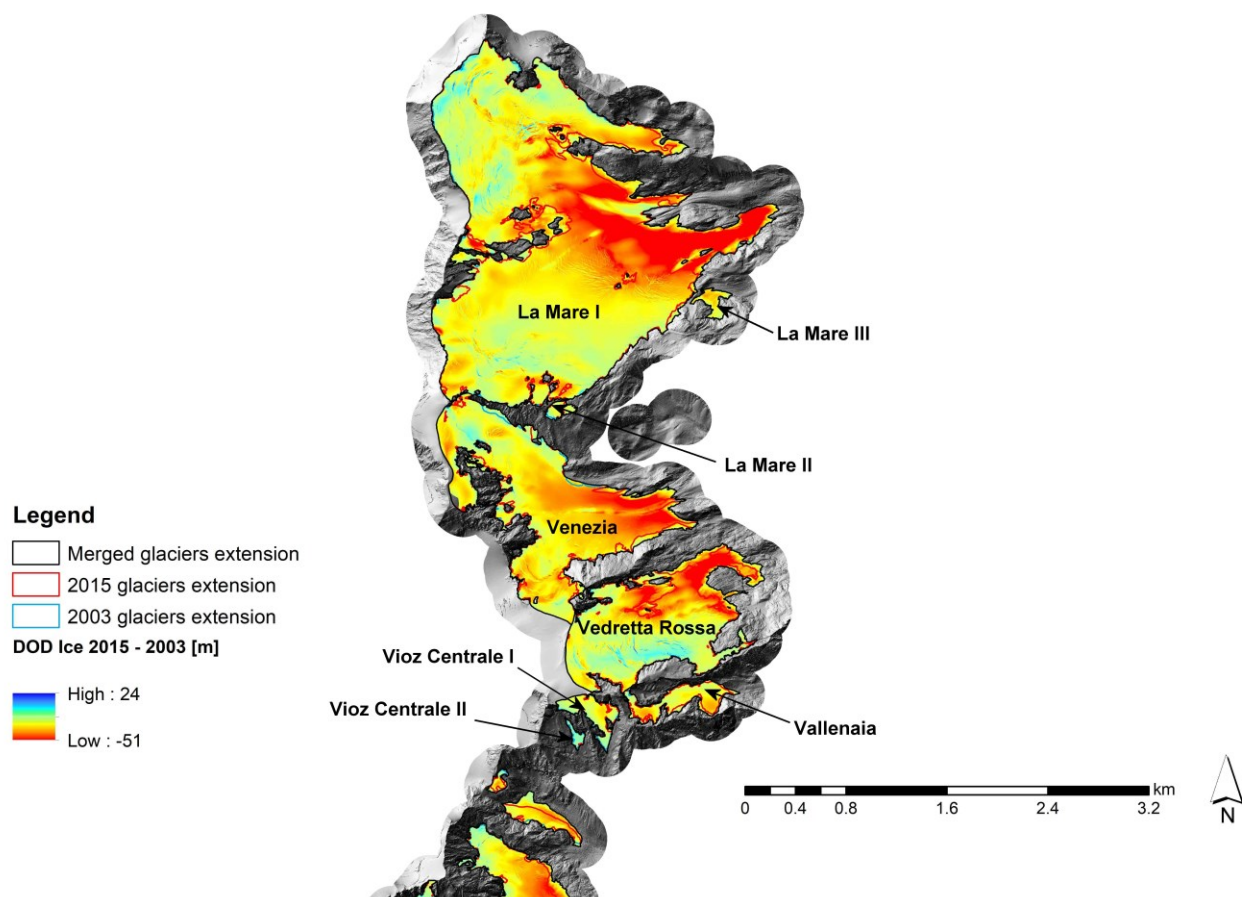 La Mare I
La Mare III
La Mare II
Venezia
Vedretta Rossa
Vioz Centrale I
Vioz Centrale II
Vallenaia
Legend
Merged glaciers extension
2015 glaciers extension
2003 glaciers extension
DOD Ice 2015 - 2003 [m]
High : 24
Low : -51
km
0 0.4 0.8 1.6 2.4 3.2
N